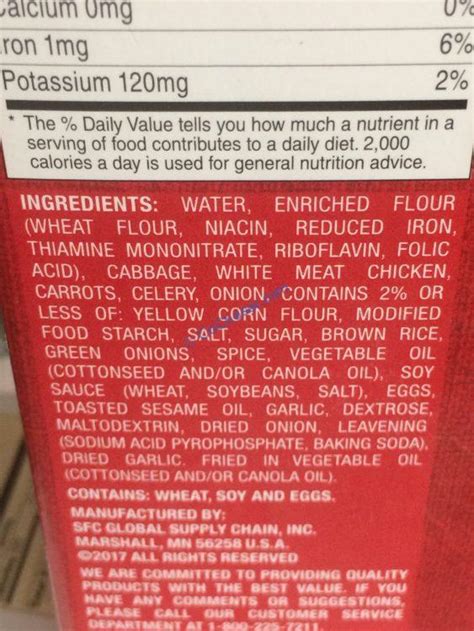 Calcium 0mg 0%
Iron 1mg 6%
Potassium 120mg 2%
* The % Daily Value tells you how much a nutrient in a
serving of food contributes to a daily diet. 2,000
calories a day is used for general nutrition advice.
INGREDIENTS: WATER, ENRICHED FLOUR
(WHEAT FLOUR, NIACIN, REDUCED IRON,
THIAMINE MONONITRATE, RIBOFLAVIN, FOLIC
ACID), CABBAGE, WHITE MEAT CHICKEN,
CARROTS, CELERY, ONION, CONTAINS 2% OR
LESS OF: YELLOW CORN FLOUR, MODIFIED
FOOD STARCH, SALT, SUGAR, BROWN RICE,
GREEN ONIONS, SPICE, VEGETABLE OIL
(COTTONSEED AND/OR CANOLA OIL), SOY
SAUCE (WHEAT, SOYBEANS, SALT), EGGS,
TOASTED SESAME OIL, GARLIC, DEXTROSE,
MALTODEXTRIN, DRIED ONION, LEAVENING
(SODIUM ACID PYROPHOSPHATE, BAKING SODA),
DRIED GARLIC. FRIED IN VEGETABLE OIL
(COTTONSEED AND/OR CANOLA OIL).
CONTAINS: WHEAT, SOY AND EGGS.
MANUFACTURED BY:
SFC GLOBAL SUPPLY CHAIN, INC.
MARSHALL, MN 56258 U.S.A.
©2017 ALL RIGHTS RESERVED
WE ARE COMMITTED TO PROVIDING QUALITY
PRODUCTS WITH THE BEST VALUE. IF YOU
HAVE ANY COMMENTS OR SUGGESTIONS,
PLEASE CALL OUR CUSTOMER SERVICE
DEPARTMENT AT 1-800-225-7211.